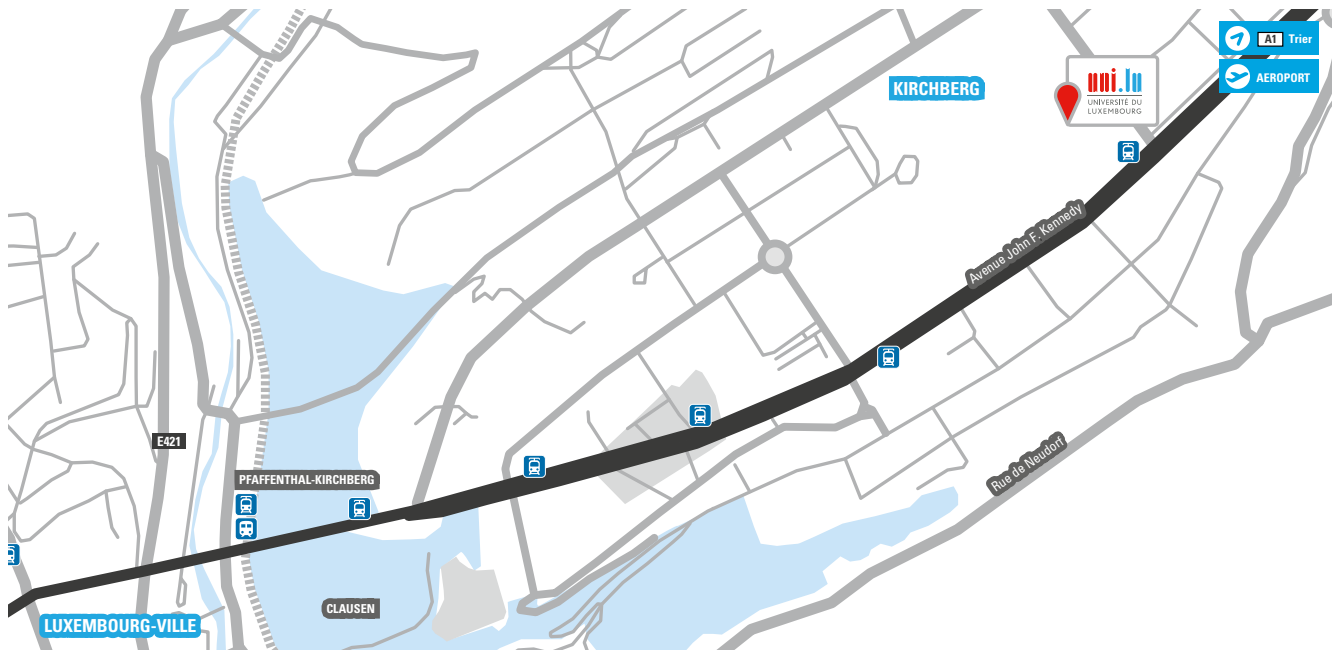 A1 Trier
AEROPORT
KIRCHBERG
uni.lu
UNIVERSITÉ DU
LUXEMBOURG
Avenue John F. Kennedy
E421
Rue de Neudorf
PFAFFENTHAL-KIRCHBERG
CLAUSEN
LUXEMBOURG-VILLE